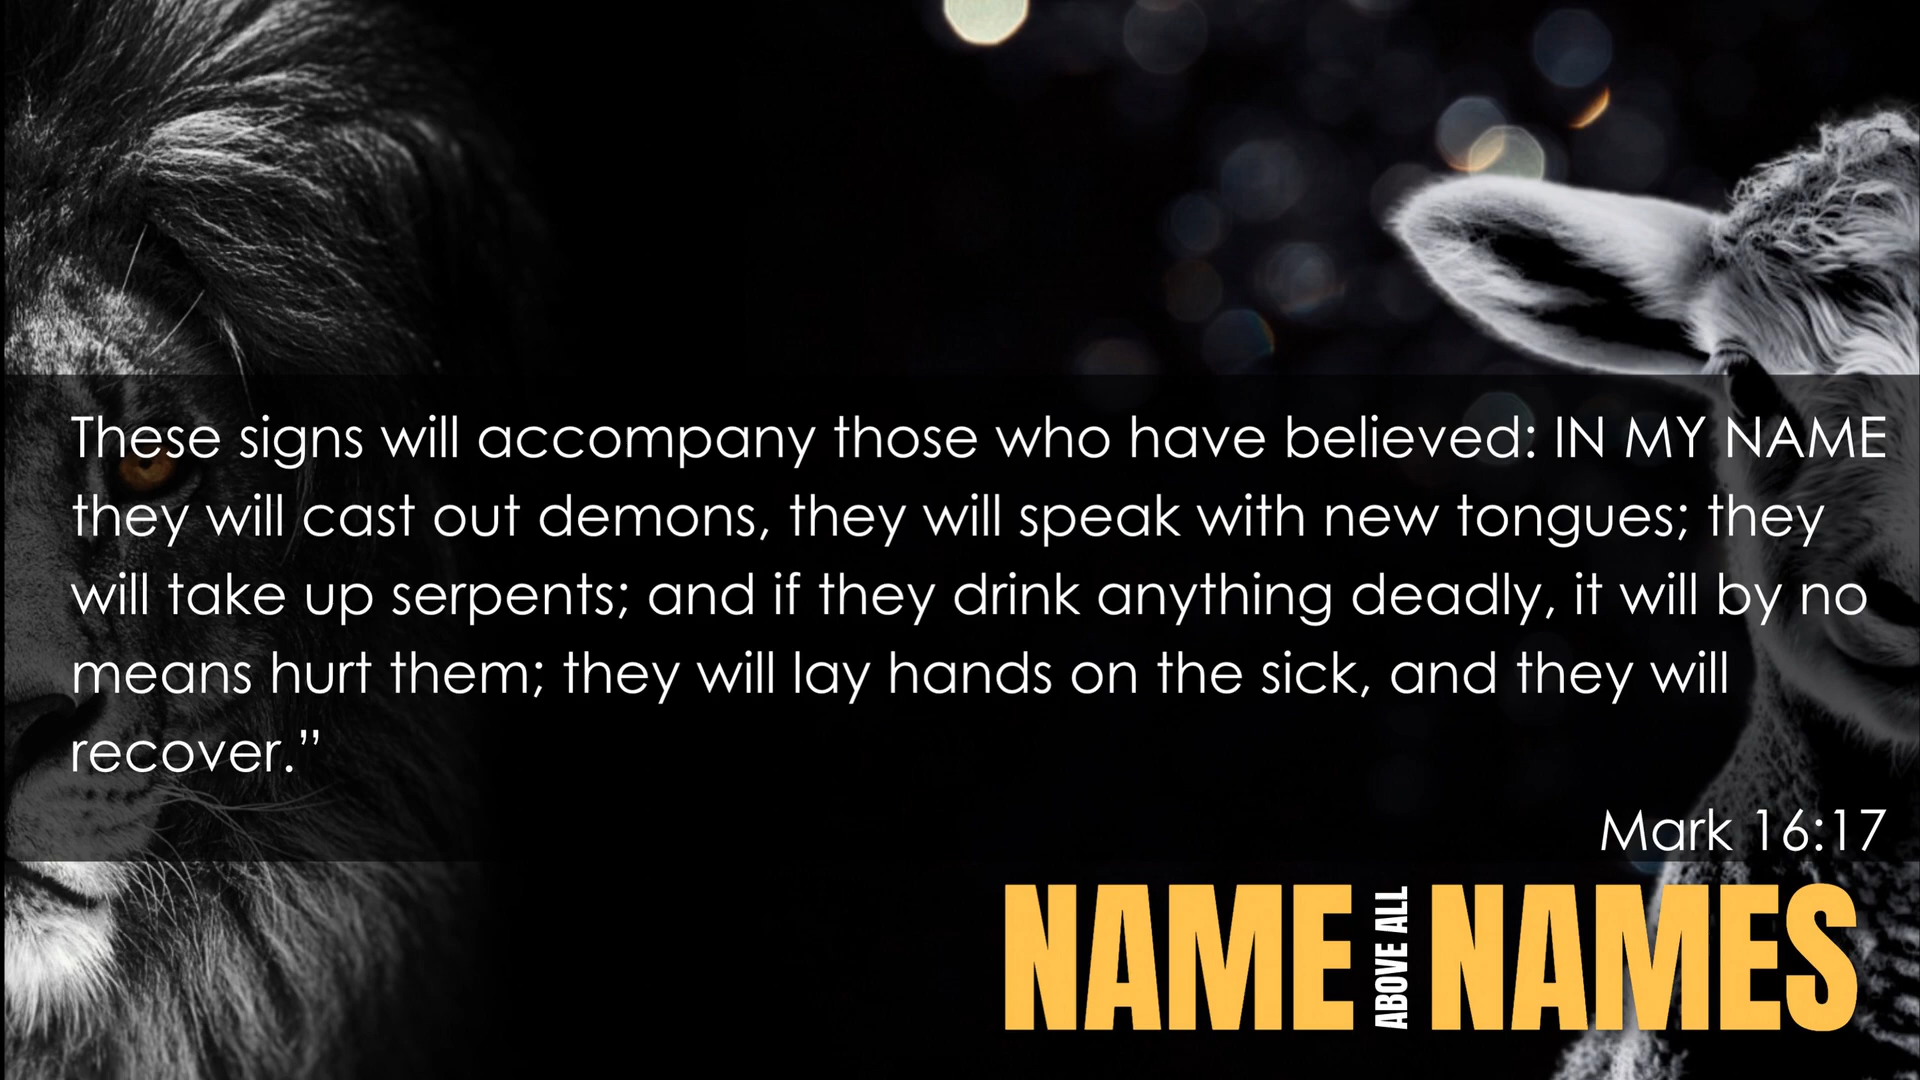 These signs will accompany those who have believed: IN MY NAME
they will cast out demons, they will speak with new tongues; they
will take up serpents; and if they drink anything deadly, it will by no
means hurt them; they will lay hands on the sick, and they will
recover.”
Mark 16:17
NAME ABOVE ALL NAMES